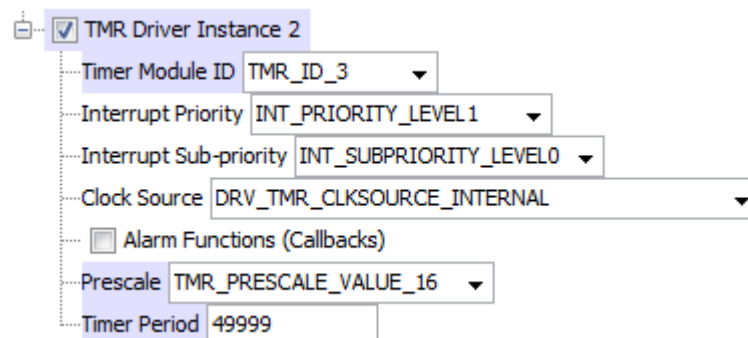 TMR Driver Instance 2
Timer Module ID TMR_ID_3
Interrupt Priority INT_PRIORITY_LEVEL1
Interrupt Sub-priority INT_SUBPRIORITY_LEVEL0
Clock Source DRV_TMR_CLKSOURCE_INTERNAL
Alarm Functions (Callbacks)
Prescale TMR_PRESCALE_VALUE_16
Timer Period 49999